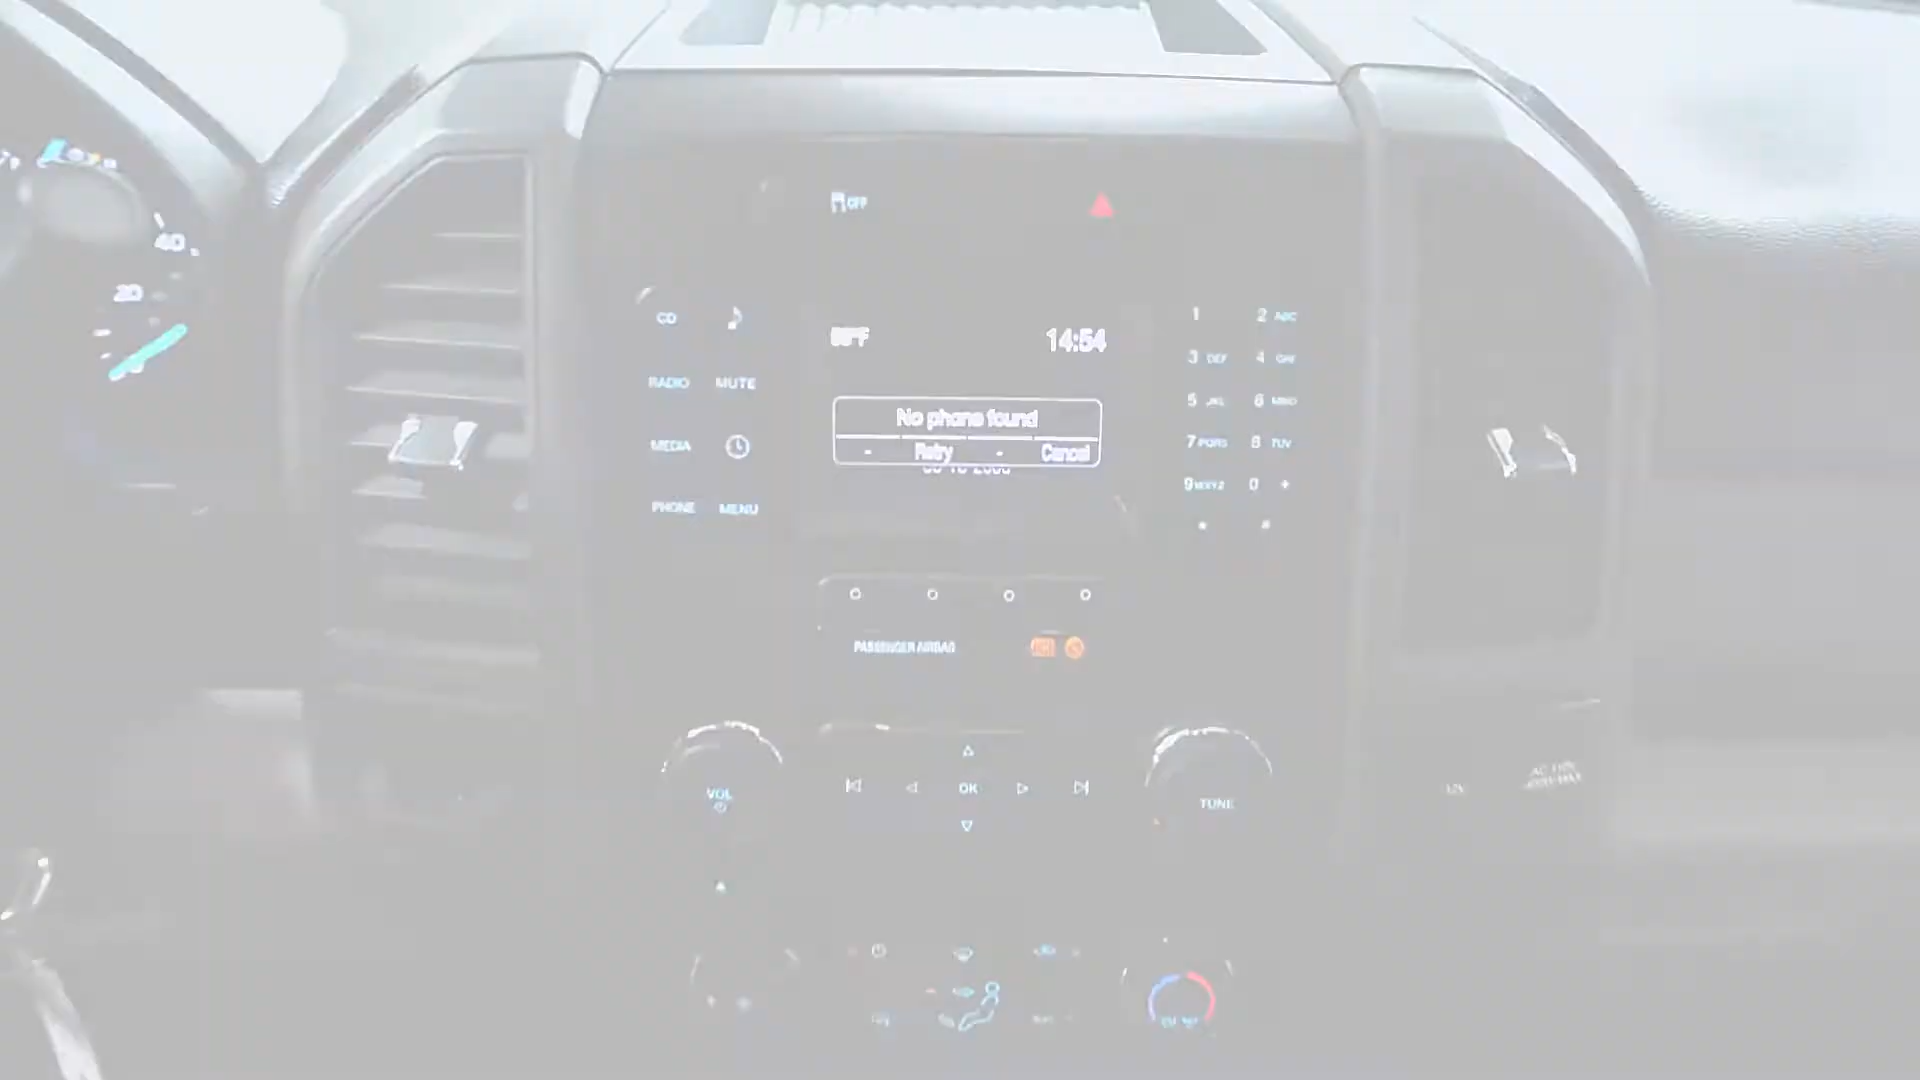 OFF
40
20
CD
1
2 ABC
14:54
3 DEF
4 GHI
RADIO
MUTE
No phone found
Retry
Cancel
5 JKL
6 MNO
MEDIA
7 PQRS
8 TUV
9 WXYZ
0 +
PHONE
MENU
PASSENGER AIRBAG
VOL
OK
TUNE
12V